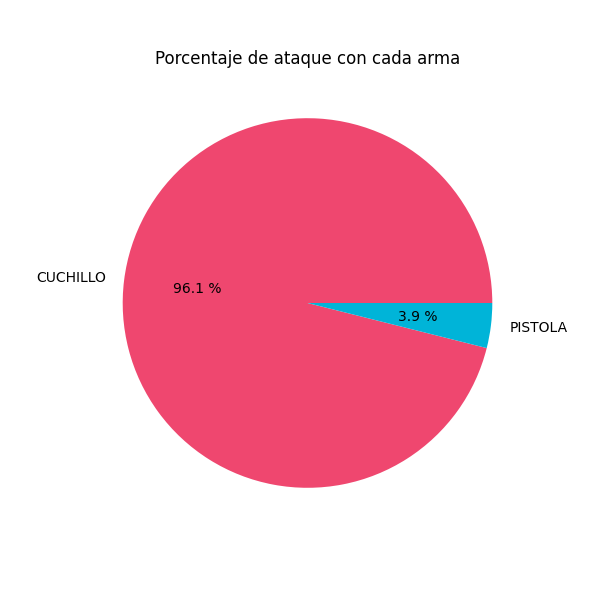 Porcentaje de ataque con cada arma
CUCHILLO
96.1 %
3.9 %
PISTOLA